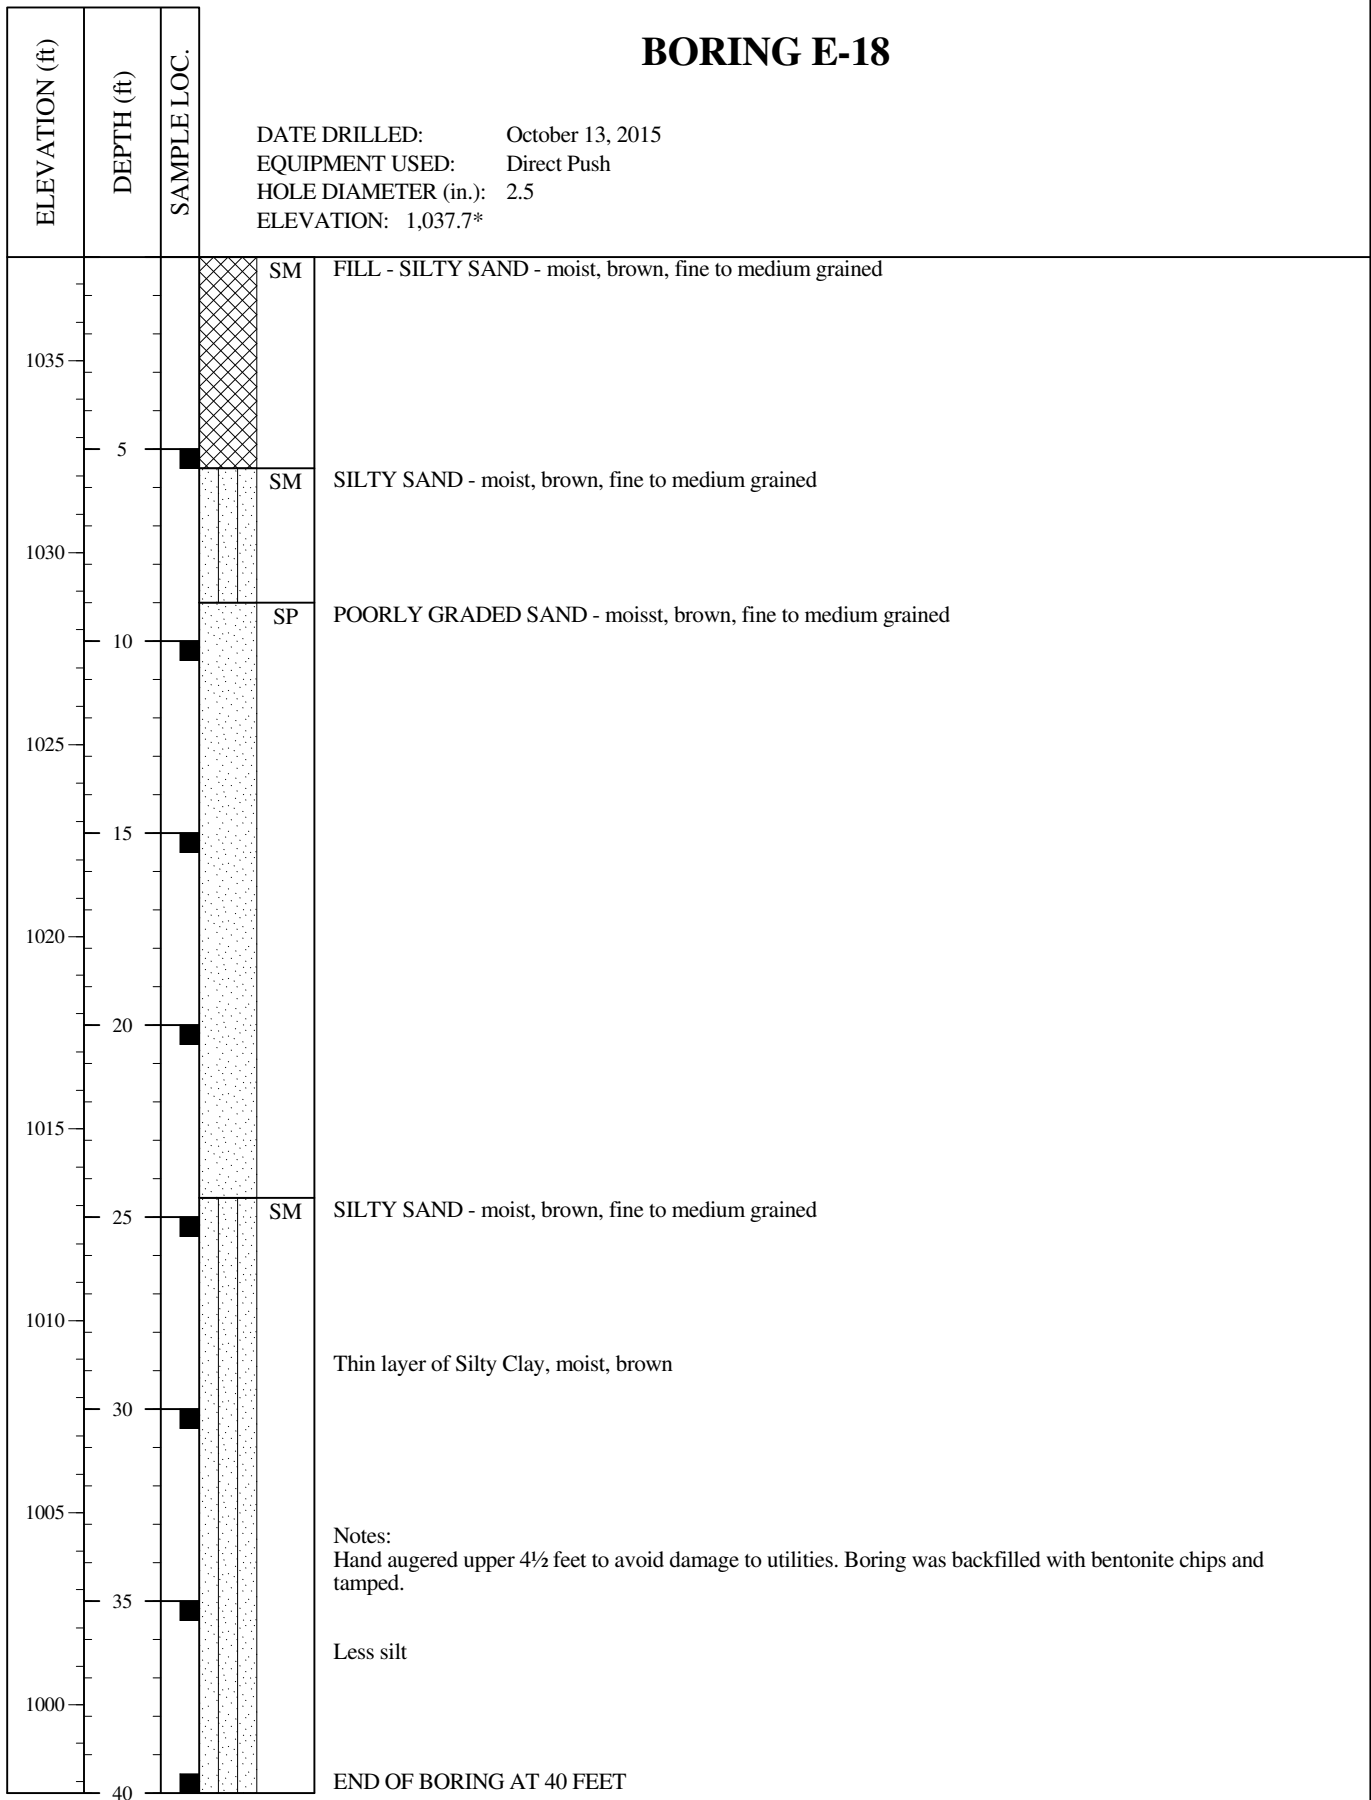 ELEVATION (ft)
DEPTH (ft)
SAMPLE LOC.
BORING E-18
DATE DRILLED: October 13, 2015
EQUIPMENT USED: Direct Push
HOLE DIAMETER (in.): 2.5
ELEVATION: 1,037.7*
SM FILL - SILTY SAND - moist, brown, fine to medium grained
1035
5
SM SILTY SAND - moist, brown, fine to medium grained
1030
SP POORLY GRADED SAND - moisst, brown, fine to medium grained
10
1025
15
1020
20
1015
SM SILTY SAND - moist, brown, fine to medium grained
25
1010
Thin layer of Silty Clay, moist, brown
30
1005
Notes:
Hand augered upper 4½ feet to avoid damage to utilities. Boring was backfilled with bentonite chips and
tamped.
35
Less silt
1000
END OF BORING AT 40 FEET
40